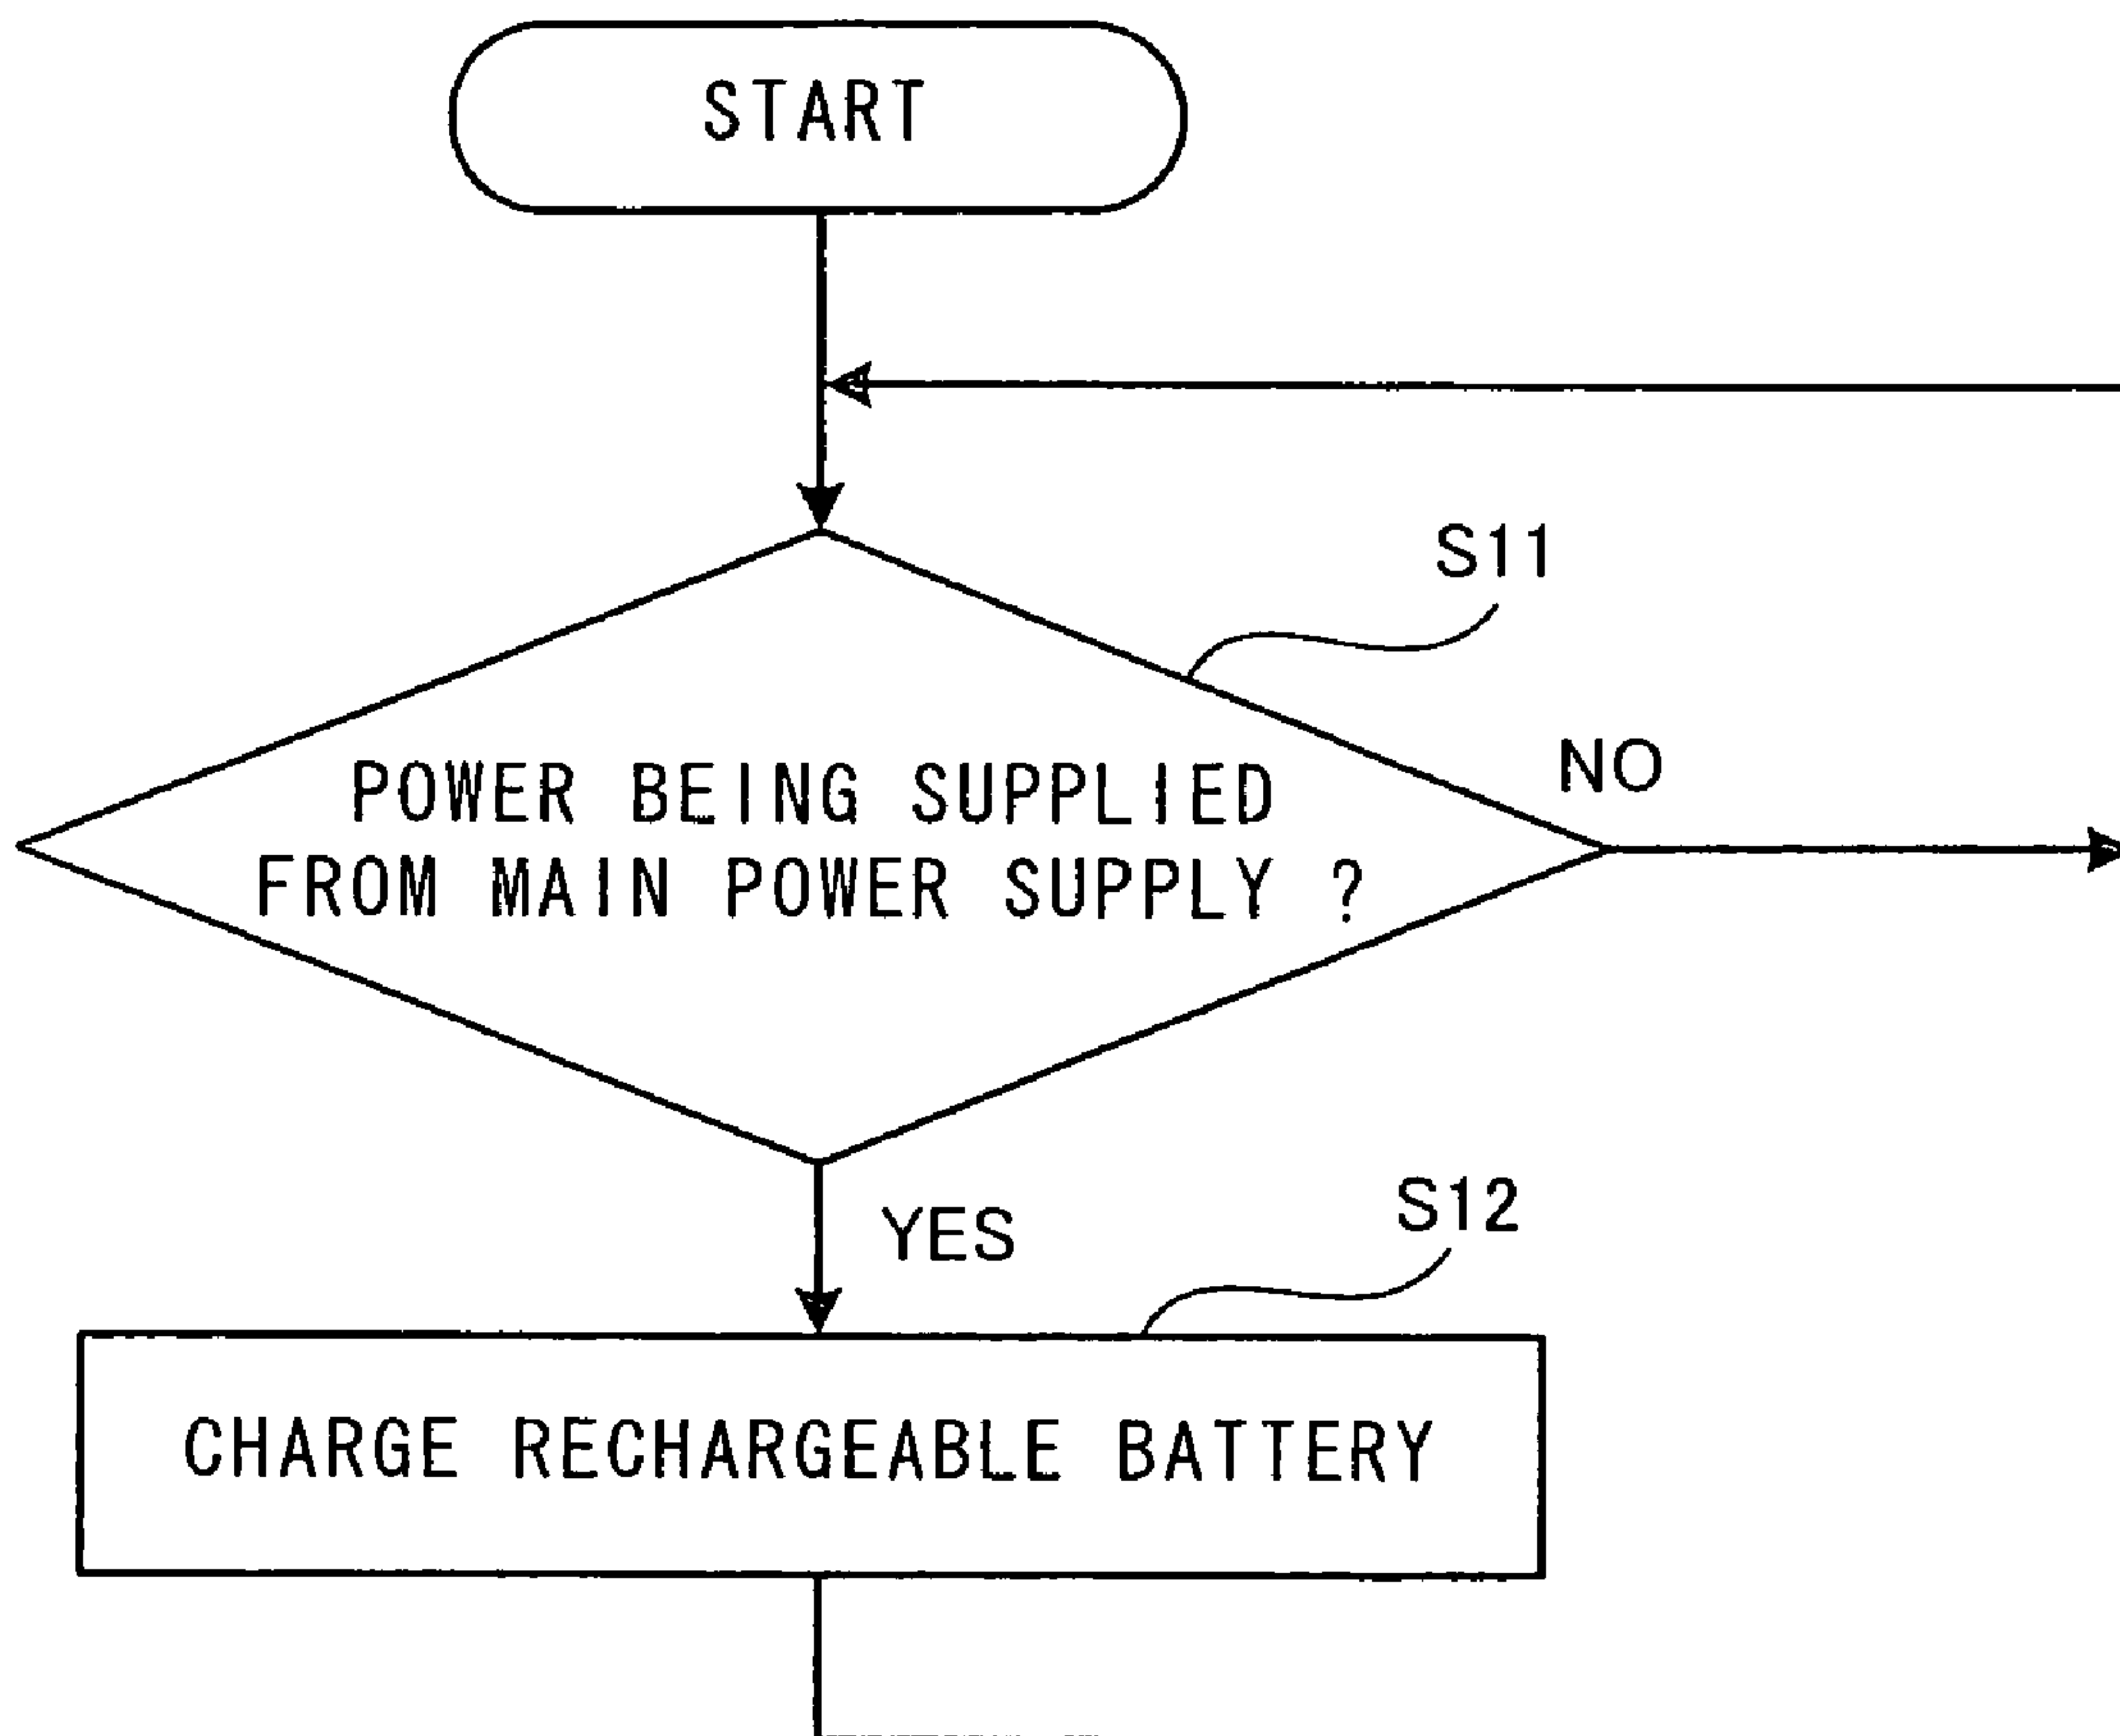 START
S11
POWER BEING SUPPLIED
FROM MAIN POWER SUPPLY ?
NO
YES
S12
CHARGE RECHARGEABLE BATTERY